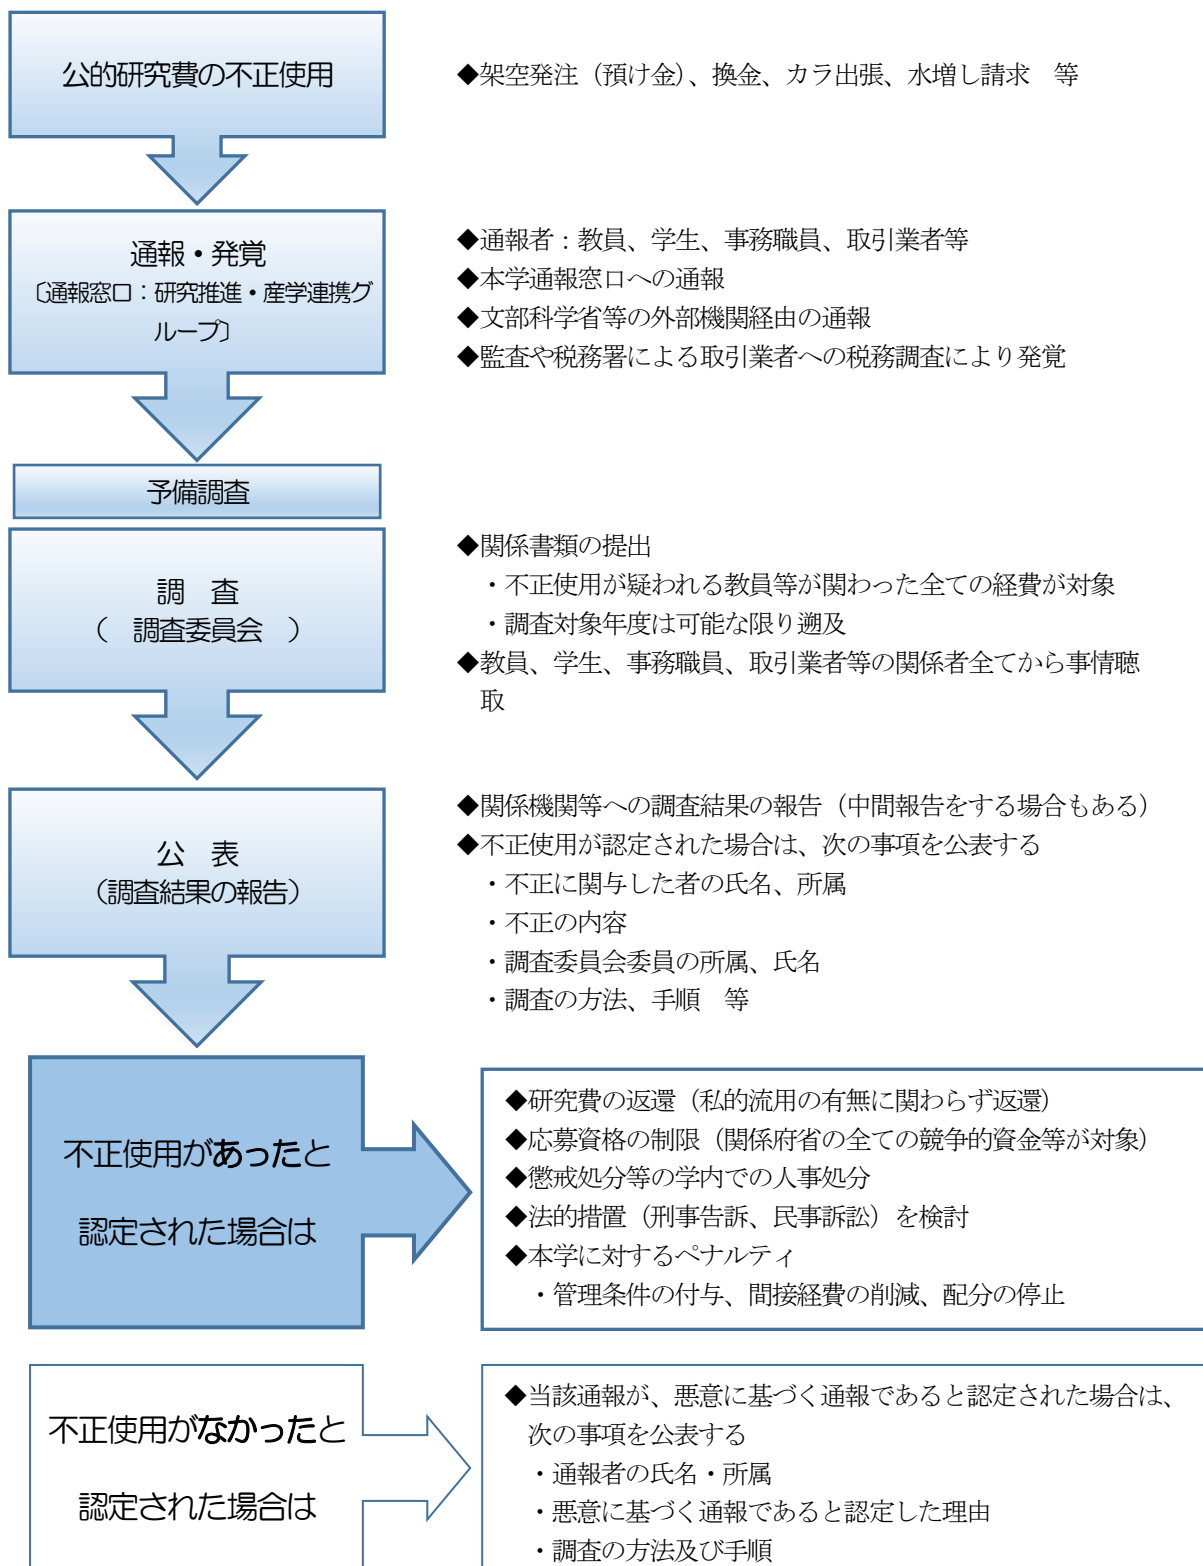 公的研究費の不正使用
◆架空発注（預け金）、換金、カラ出張、水増し請求　等
通報・発覚
〔通報窓口：研究推進・産学連携グ
ループ〕
◆通報者：教員、学生、事務職員、取引業者等
◆本学通報窓口への通報
◆文部科学省等の外部機関経由の通報
◆監査や税務署による取引業者への税務調査により発覚
予備調査
調　査
（　調査委員会　）
◆関係書類の提出
・不正使用が疑われる教員等が関わった全ての経費が対象
・調査対象年度は可能な限り遡及
◆教員、学生、事務職員、取引業者等の関係者全てから事情聴
取
公　表
（調査結果の報告）
◆関係機関等への調査結果の報告（中間報告をする場合もある）
◆不正使用が認定された場合は、次の事項を公表する
・不正に関与した者の氏名、所属
・不正の内容
・調査委員会委員の所属、氏名
・調査の方法、手順　等
不正使用があったと
認定された場合は
◆研究費の返還（私的流用の有無に関わらず返還）
◆応募資格の制限（関係府省の全ての競争的資金等が対象）
◆懲戒処分等の学内での人事処分
◆法的措置（刑事告訴、民事訴訟）を検討
◆本学に対するペナルティ
・管理条件の付与、間接経費の削減、配分の停止
不正使用がなかったと
認定された場合は
◆当該通報が、悪意に基づく通報であると認定された場合は、
次の事項を公表する
・通報者の氏名・所属
・悪意に基づく通報であると認定した理由
・調査の方法及び手順